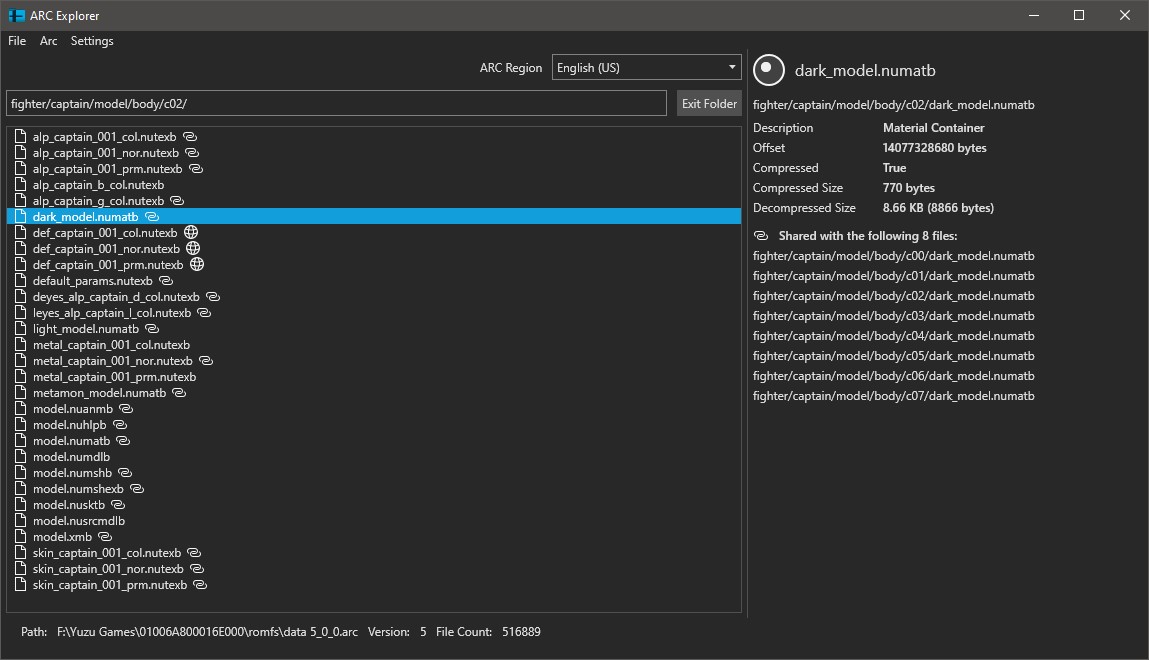 ARC Explorer
File Arc Settings
ARC Region English (US)
fighter/captain/model/body/c02/ Exit Folder
alp_captain_001_col.nutexb
alp_captain_001_nor.nutexb
alp_captain_001_prm.nutexb
alp_captain_b_col.nutexb
alp_captain_g_col.nutexb
dark_model.numatb
def_captain_001_col.nutexb
def_captain_001_nor.nutexb
def_captain_001_prm.nutexb
default_params.nutexb
deyes_alp_captain_d_col.nutexb
leyes_alp_captain_l_col.nutexb
light_model.numatb
metal_captain_001_col.nutexb
metal_captain_001_nor.nutexb
metal_captain_001_prm.nutexb
metamon_model.numatb
model.nuanmb
model.nuhlpb
model.numatb
model.numdlb
model.numshb
model.numshexb
model.nusktb
model.nusrcmdlb
model.xmb
skin_captain_001_col.nutexb
skin_captain_001_nor.nutexb
skin_captain_001_prm.nutexb
dark_model.numatb
fighter/captain/model/body/c02/dark_model.numatb
Description Material Container
Offset 14077328680 bytes
Compressed True
Compressed Size 770 bytes
Decompressed Size 8.66 KB (8866 bytes)
Shared with the following 8 files:
fighter/captain/model/body/c00/dark_model.numatb
fighter/captain/model/body/c01/dark_model.numatb
fighter/captain/model/body/c02/dark_model.numatb
fighter/captain/model/body/c03/dark_model.numatb
fighter/captain/model/body/c04/dark_model.numatb
fighter/captain/model/body/c05/dark_model.numatb
fighter/captain/model/body/c06/dark_model.numatb
fighter/captain/model/body/c07/dark_model.numatb
Path: F:\Yuzu Games\01006A800016E000\romfs\data 5_0_0.arc Version: 5 File Count: 516889